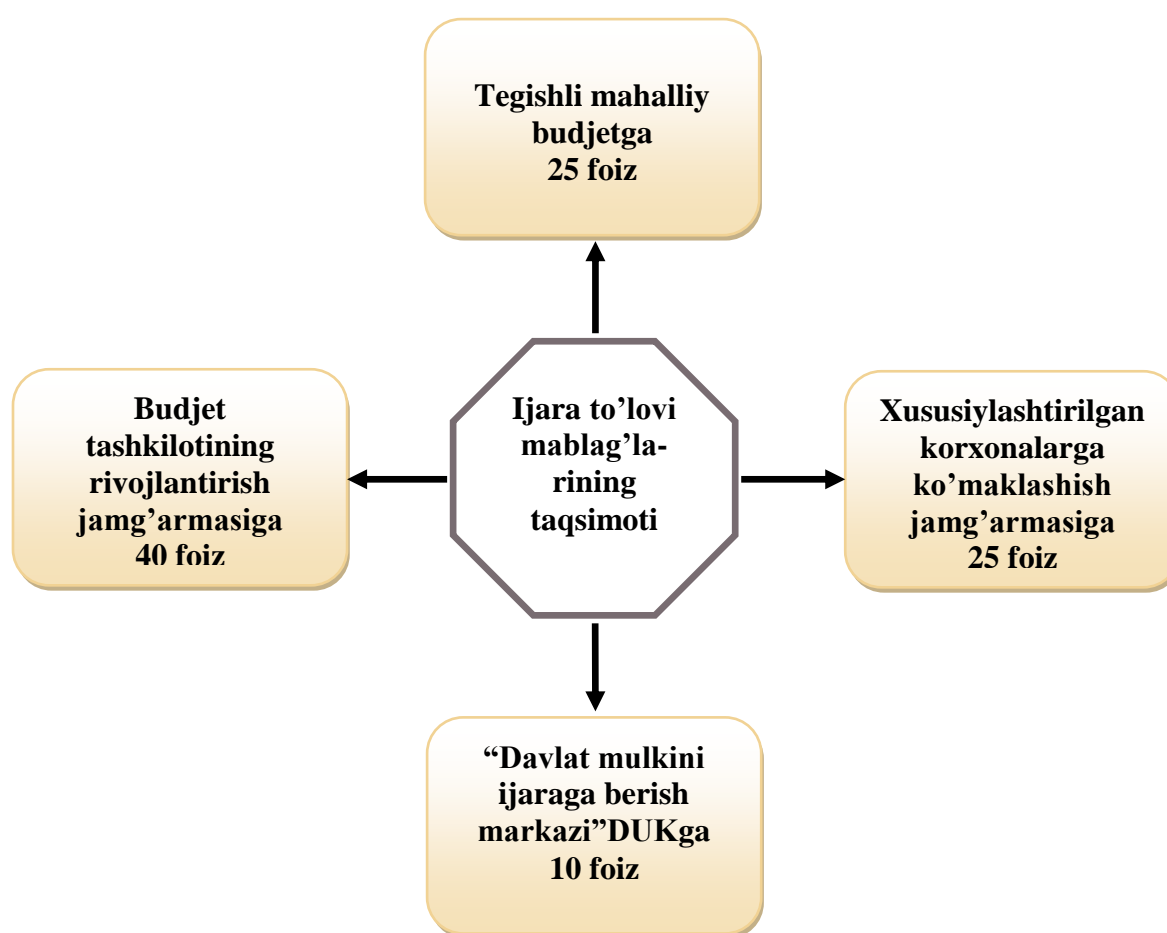 Tegishli mahalliy
budjetga
25 foiz
Budjet
tashkilotining
rivojlantirish
jamg’armasiga
40 foiz
Ijara to’lovi
mablag’la-
rining
taqsimoti
Xususiylashtirilgan
korxonalarga
ko’maklashish
jamg’armasiga
25 foiz
“Davlat mulkini
ijaraga berish
markazi”DUKga
10 foiz